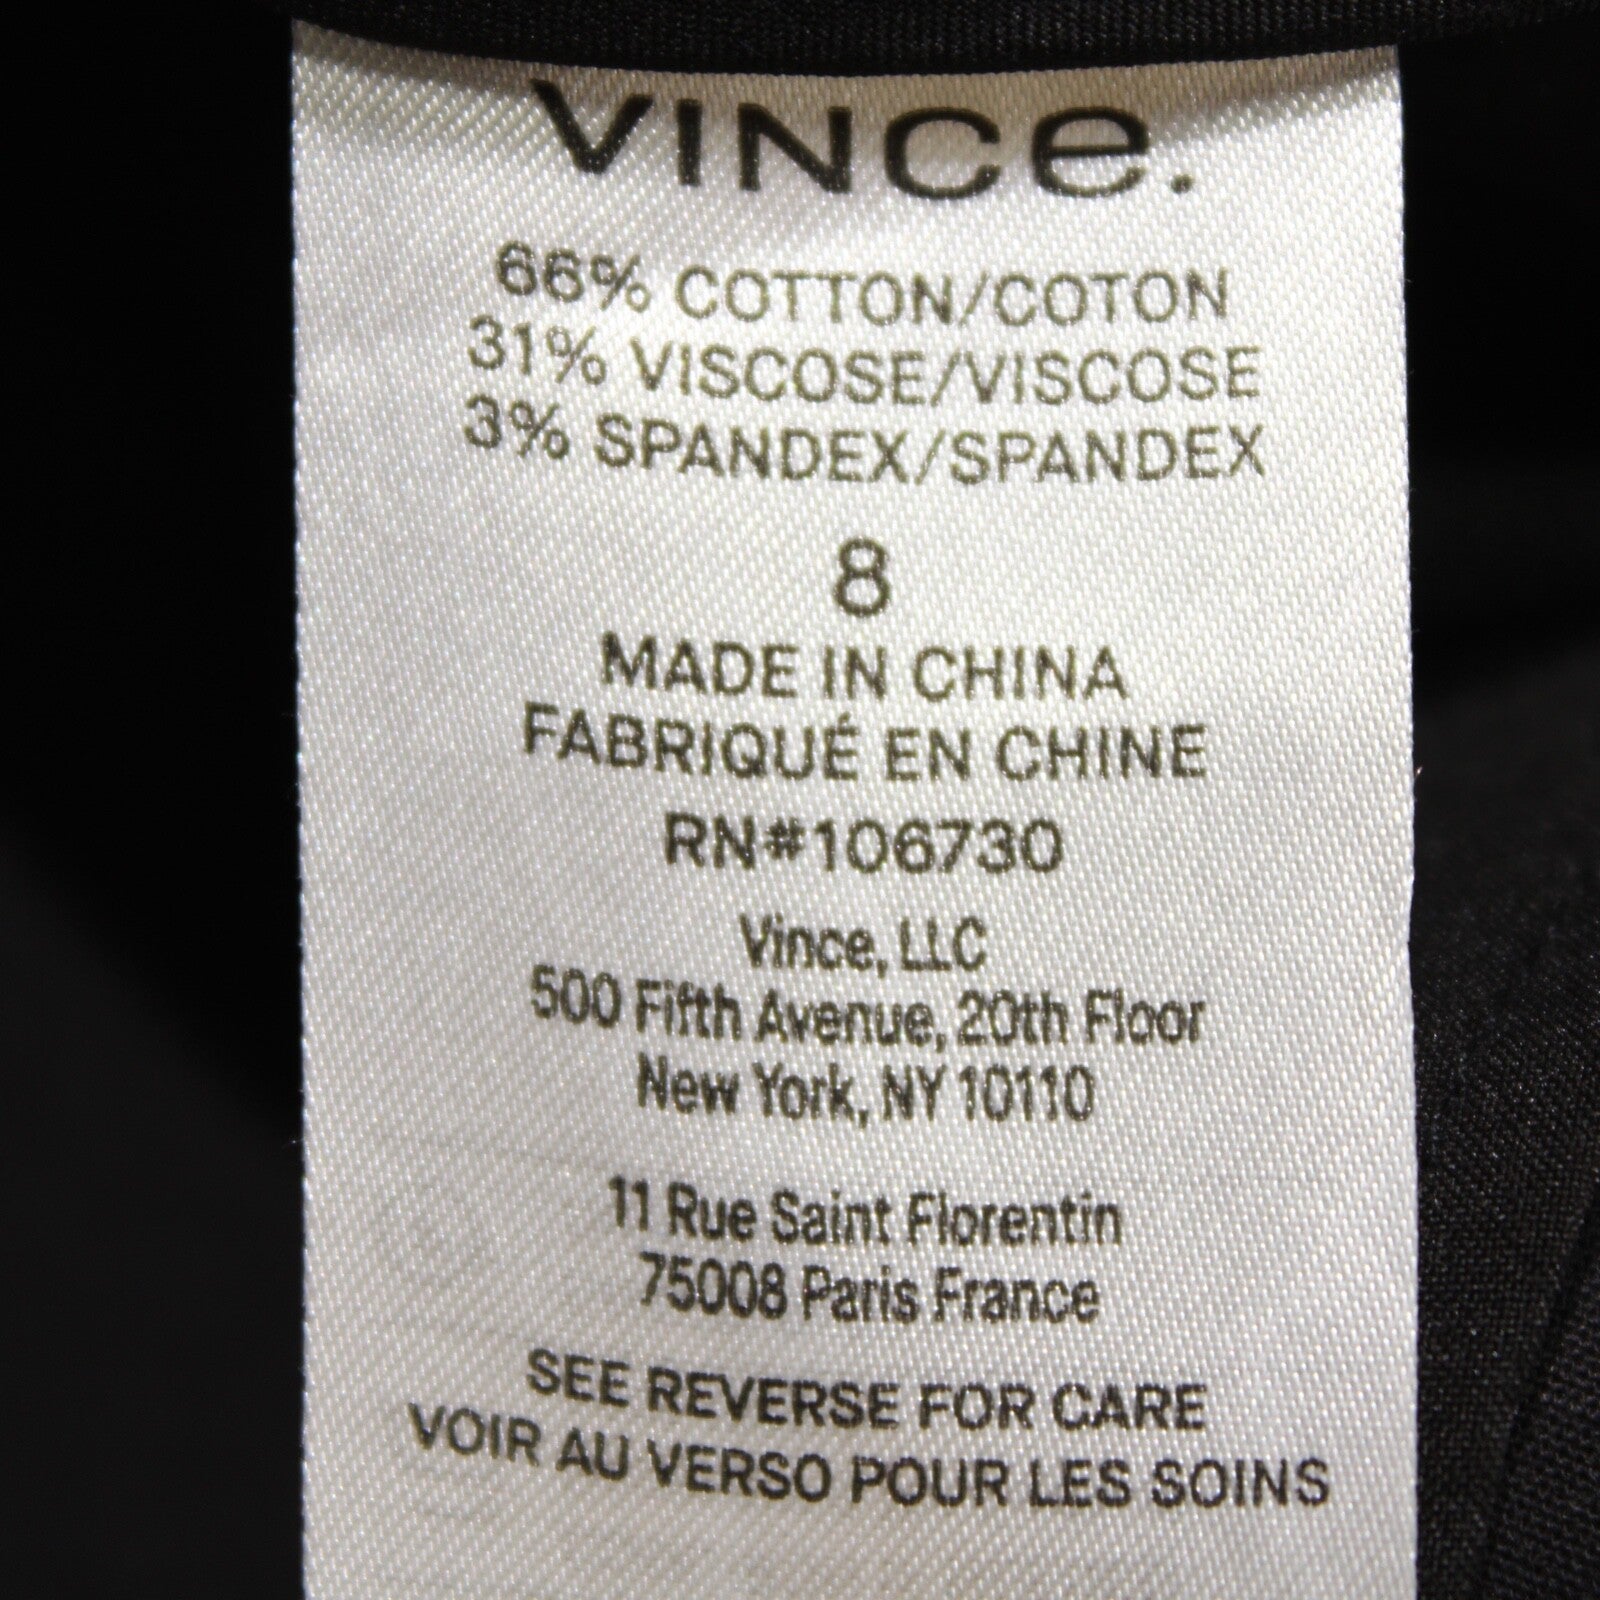 VINCe.
66% COTTON/COTON
31% VISCOSE/VISCOSE
3% SPANDEX/SPANDEX
8
MADE IN CHINA
FABRIQUÉ EN CHINE
RN#106730
Vince, LLC
500 Fifth Avenue, 20th Floor
New York, NY 10110
11 Rue Saint Florentin
75008 Paris France
SEE REVERSE FOR CARE
VOIR AU VERSO POUR LES SOINS